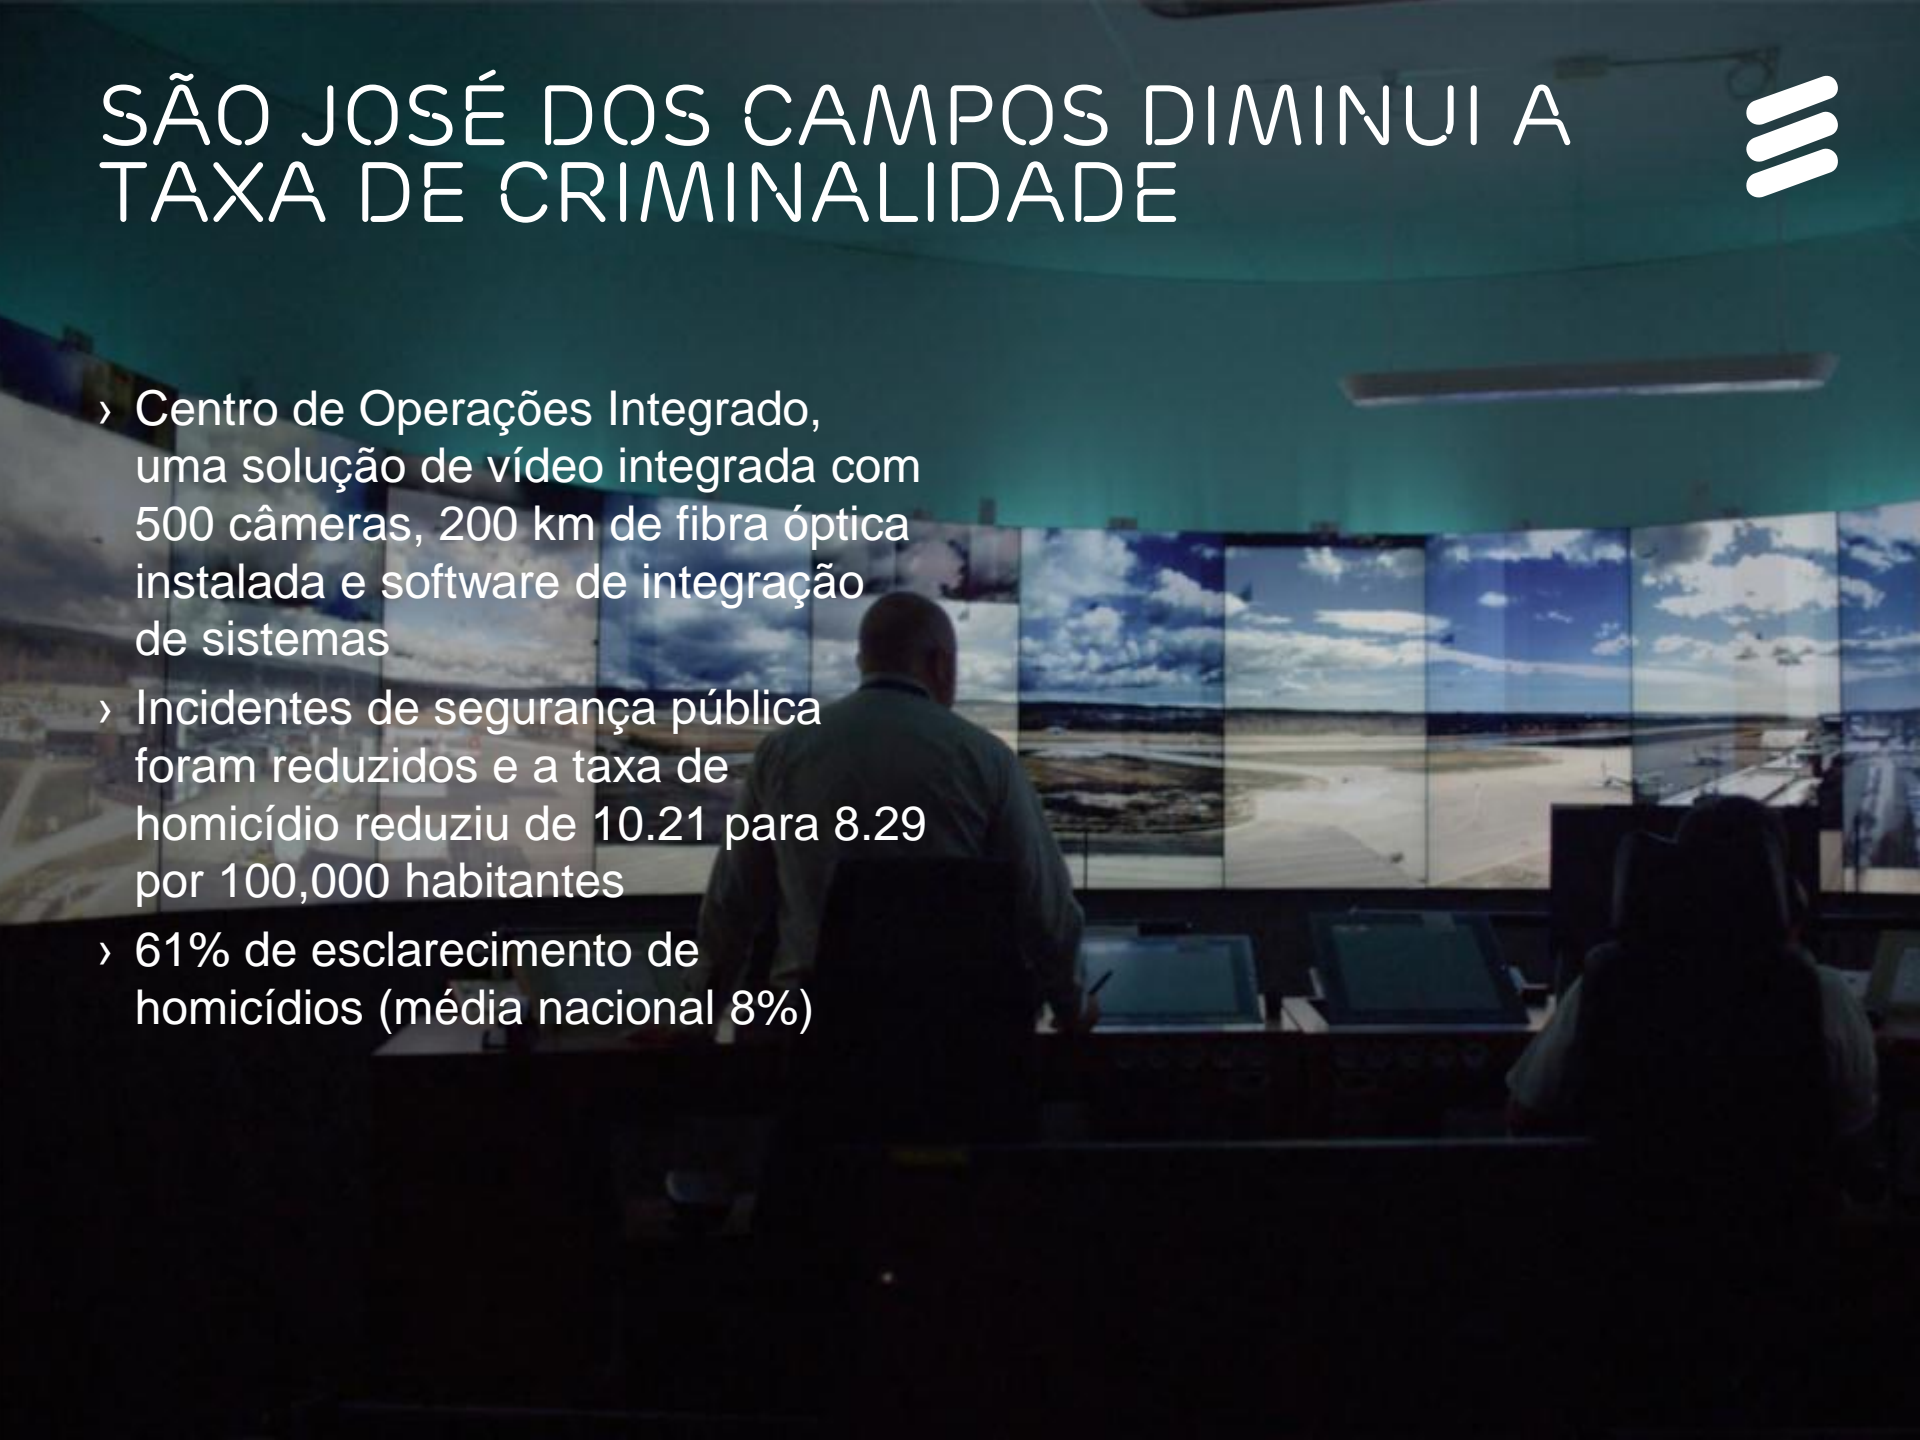 SÃO JOSÉ DOS CAMPOS DIMINUI A
TAXA DE CRIMINALIDADE
› Centro de Operações Integrado,
uma solução de vídeo integrada com
500 câmeras, 200 km de fibra óptica
instalada e software de integração
de sistemas
› Incidentes de segurança pública
foram reduzidos e a taxa de
homicídio reduziu de 10.21 para 8.29
por 100,000 habitantes
› 61% de esclarecimento de
homicídios (média nacional 8%)